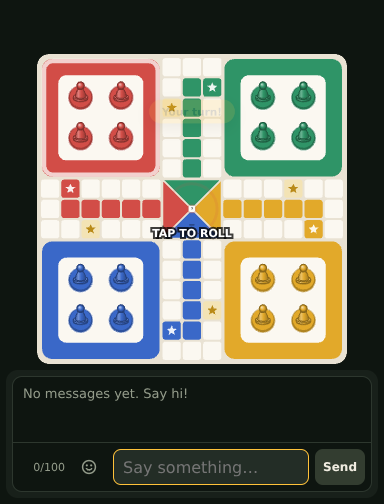 Your turn!
TAP TO ROLL
No messages yet. Say hi!
0/100
Say something...
Send